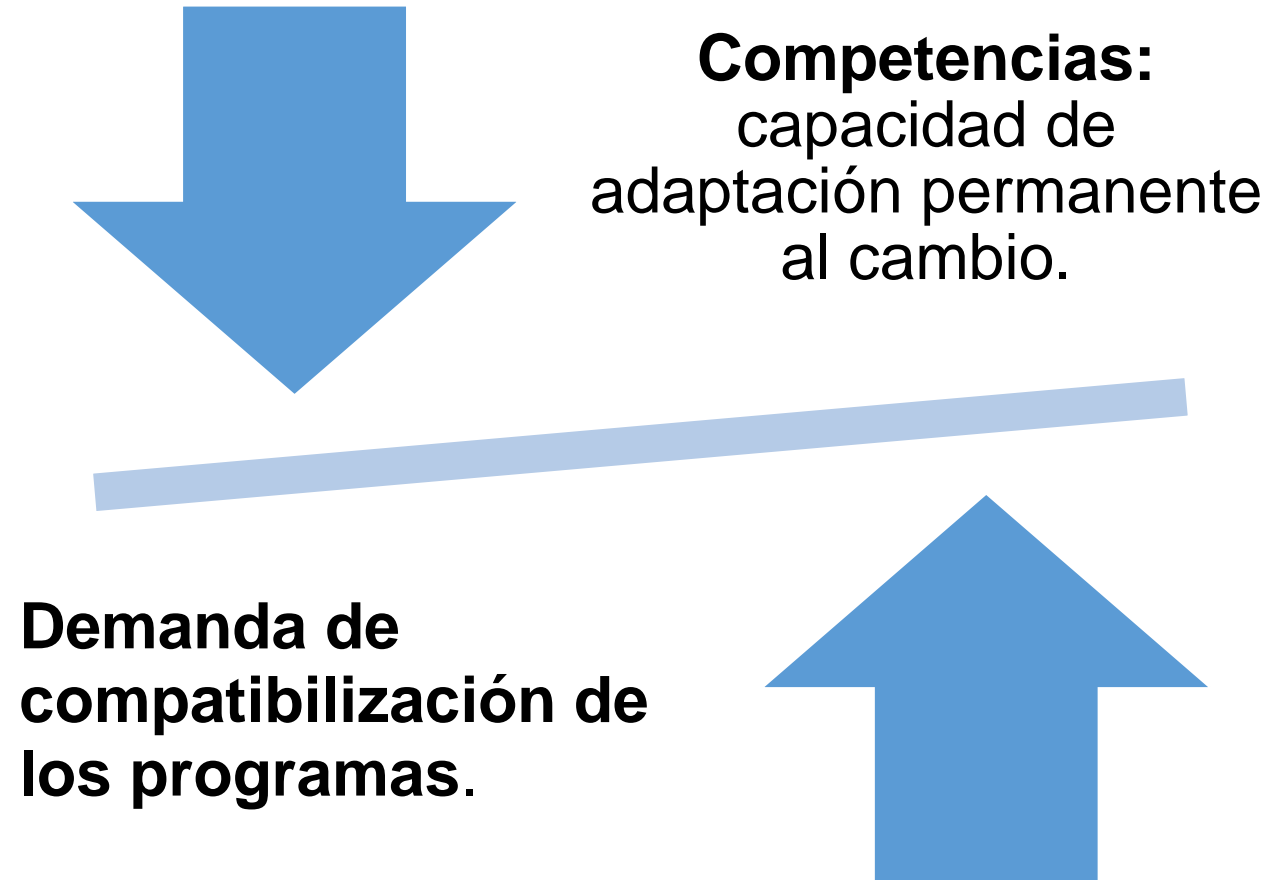 Competencias:
capacidad de
adaptación permanente
al cambio.
Demanda de
compatibilización de
los programas.